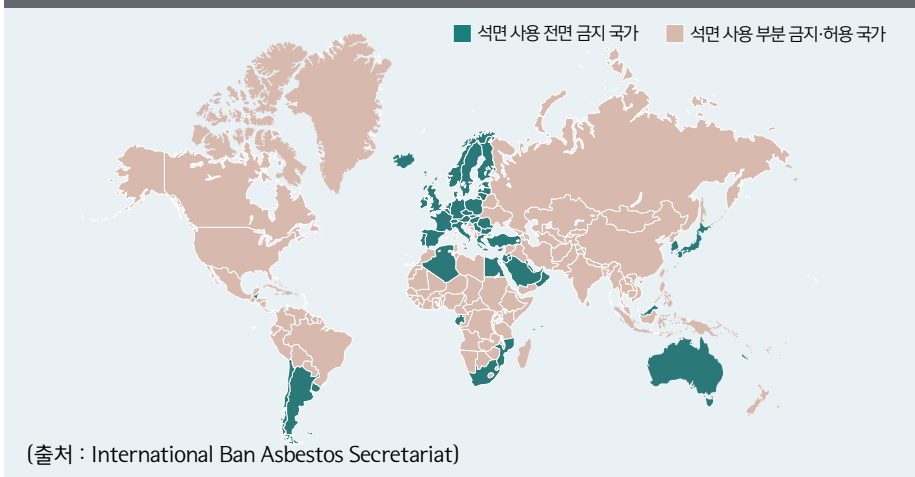 석면 사용 전면 금지 국가
석면 사용 부분 금지·허용 국가
(출처 : International Ban Asbestos Secretariat)